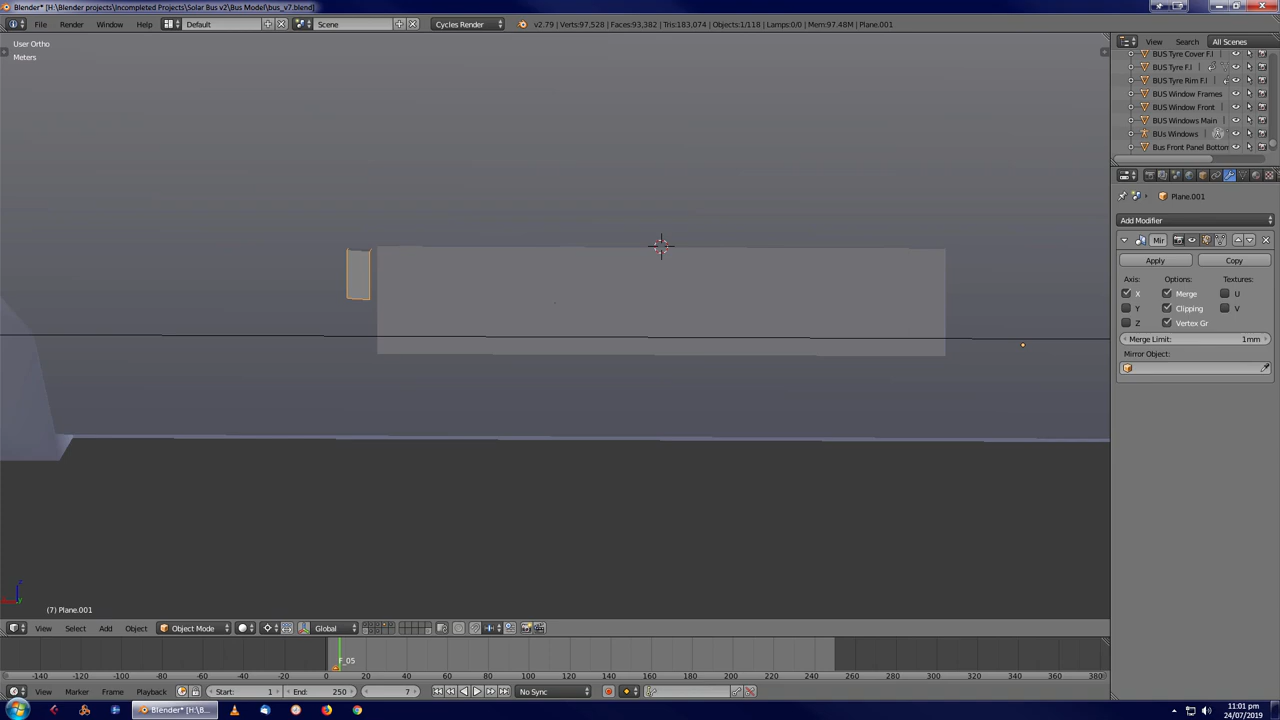 Blender* [H:\Blender projects\Incompleted Projects\Solar Bus v2\Bus Model\bus_v7.blend]
File Render Window Help Default Scene Cycles Render v2.79 | Verts:97,528 | Faces:93,382 | Tris:183,074 | Objects:1/118 | Lamps:0/0 | Mem:97.48M | Plane.001
View Search All Scenes
User Ortho
Meters
BUS Tyre Cover F.l
BUS Tyre F.l
BUS Tyre Rim F.l
BUS Window Frames
BUS Window Front
BUS Windows Main
BUs Windows
Bus Front Panel Botton
Plane.001
Add Modifier
Mir
Apply Copy
Axis: Options: Textures:
X Merge U
Y Clipping V
Z Vertex Gr
Merge Limit: 1mm
Mirror Object:
(7) Plane.001
View Select Add Object Object Mode Global
F_05
-140 -120 -100 -80 -60 -40 -20 0 20 40 60 80 100 120 140 160 180 200 220 240 260 280 300 320 340 360 380
View Marker Frame Playback Start: 1 End: 250 7 No Sync
Blender* [H:\B...
11:01 pm
24/07/2019